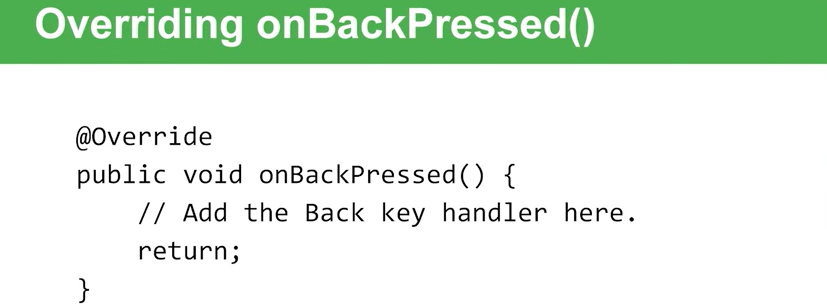 Overriding onBackPressed()
@Override
public void onBackPressed() {
// Add the Back key handler here.
return;
}